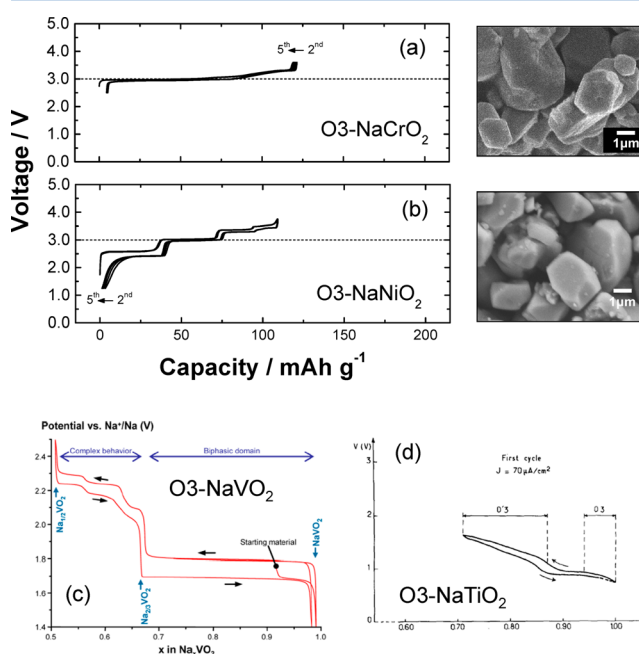 5th 2nd
(a)
O3-NaCrO2
5.0
4.0
3.0
2.0
1.0
1μm
(b)
5th 2nd
O3-NaNiO2
5.0
4.0
3.0
2.0
1.0
0.0
1μm
Voltage / V
0 50 100 150 200
Capacity / mAh g-1
Potential vs. Na+/Na (V)
Complex behavior
Biphasic domain
O3-NaVO2
2.4
2.2
2.0
1.8
1.6
1.4
Na1/2VO2
Na2/3VO2
NaVO2
Starting material
(c)
0.5 0.6 0.7 0.8 0.9 1.0
x in NaxVO2
V (V)
(d)
First cycle
J = 70μA/cm²
0'3
0.3
3
2
1
0
O3-NaTiO2
0.60 0.70 0.80 0.90 1.00